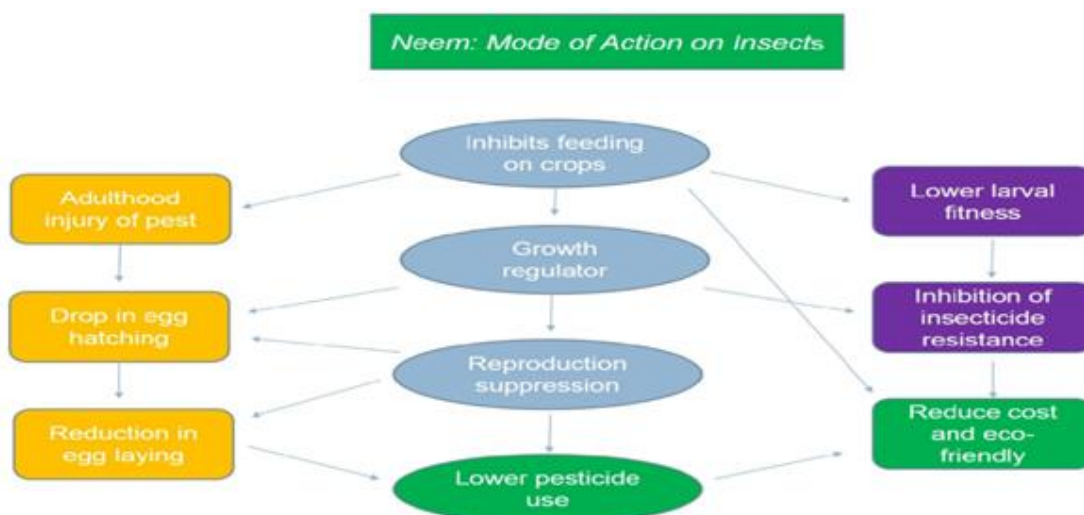 Neem: Mode of Action on Insects
Inhibits feeding
on crops
Adulthood
injury of pest
Lower larval
fitness
Growth
regulator
Drop in egg
hatching
Inhibition of
insecticide
resistance
Reproduction
suppression
Reduction in
egg laying
Reduce cost
and eco-
friendly
Lower pesticide
use